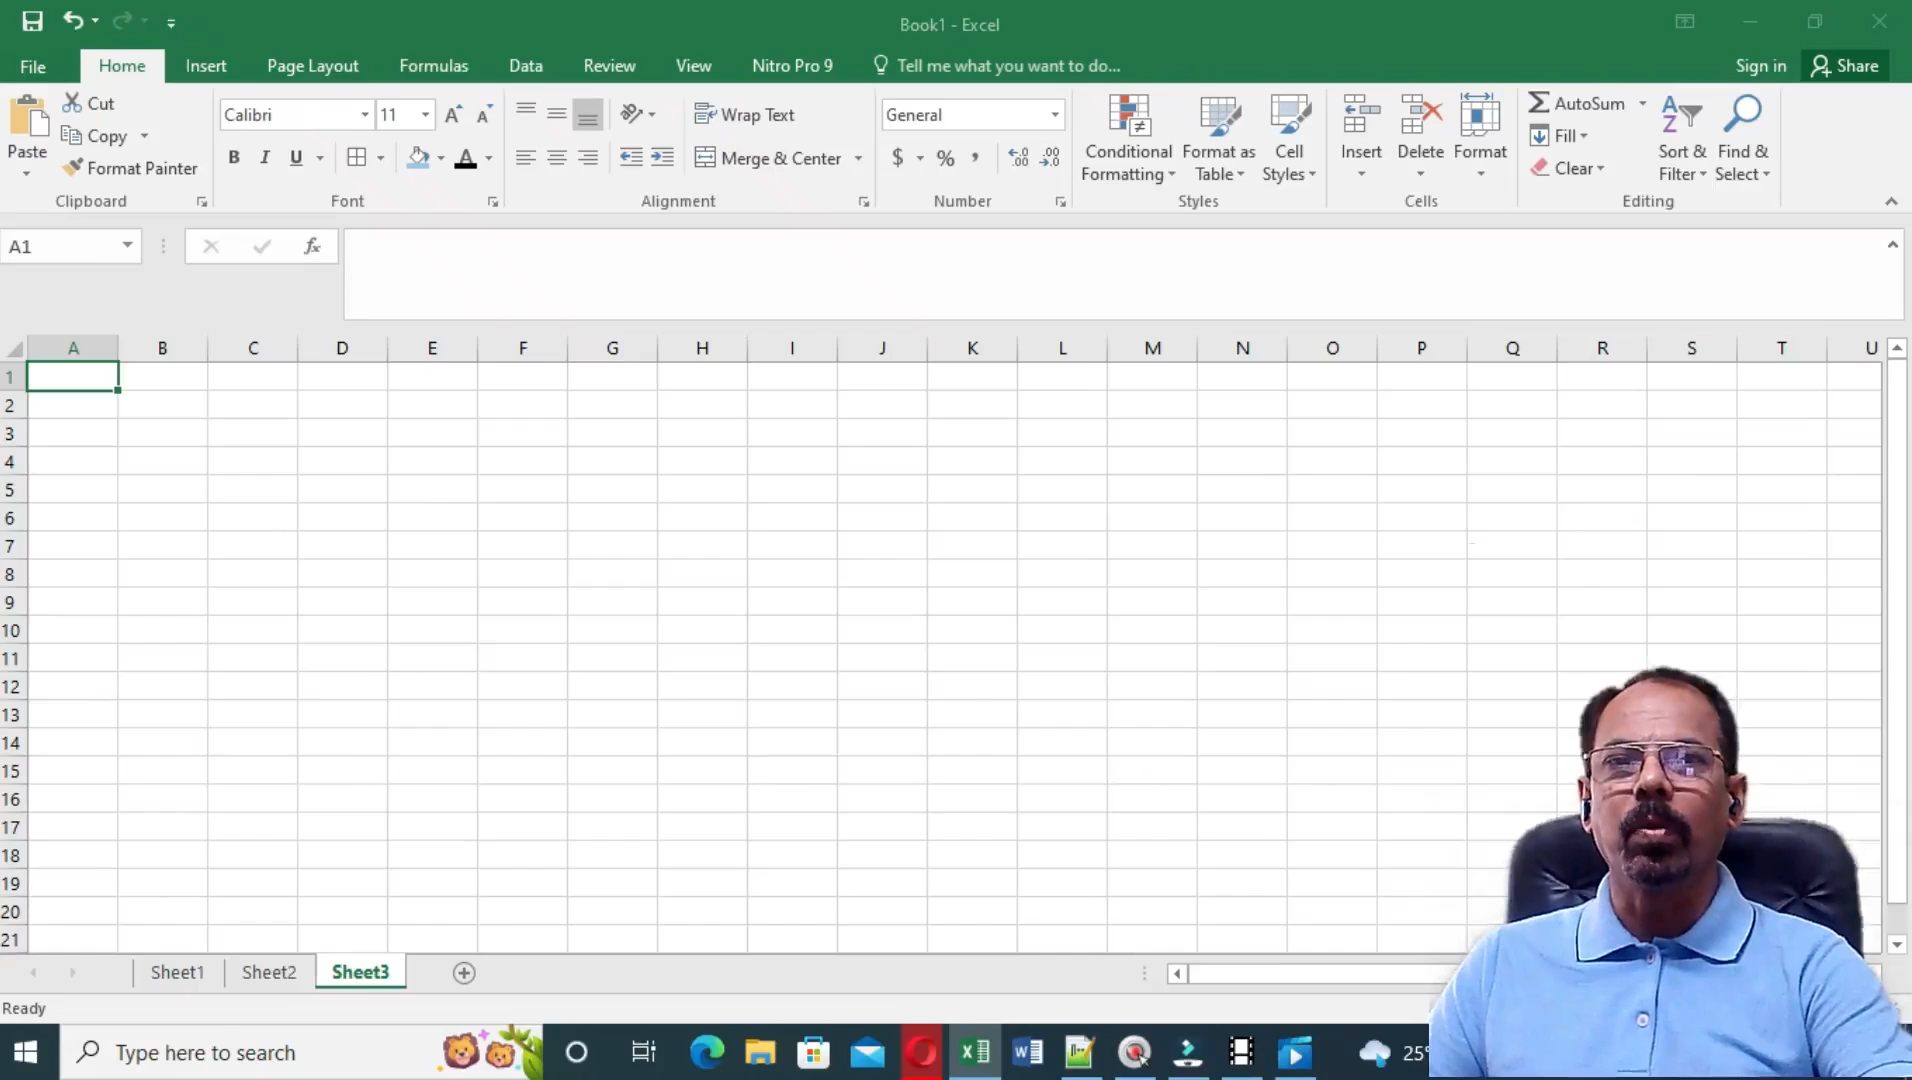 Book1 - Excel
File Home Insert Page Layout Formulas Data Review View Nitro Pro 9 Tell me what you want to do... Sign in Share
Paste
Cut
Copy
Format Painter
Clipboard
Calibri 11
B I U A
Font
Wrap Text
Merge & Center
Alignment
General
$ % ,
Number
Conditional Formatting
Format as Table
Cell Styles
Styles
Insert Delete Format
Cells
AutoSum
Fill
Clear
Sort & Filter
Find & Select
Editing
A1 fx
A B C D E F G H I J K L M N O P Q R S T U
1
2
3
4
5
6
7
8
9
10
11
12
13
14
15
16
17
18
19
20
21
Sheet1 Sheet2 Sheet3
Ready
Type here to search 25°